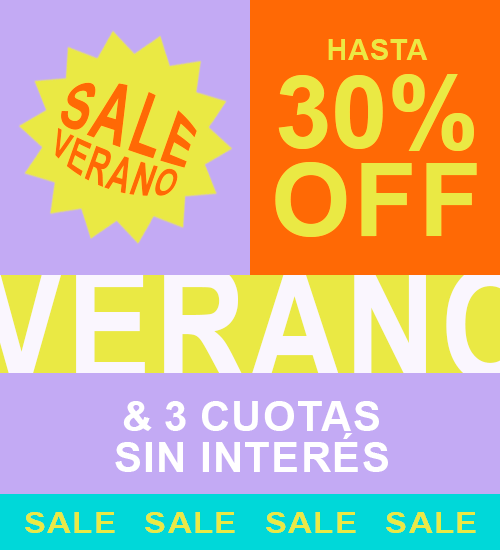 SALE
VERANO
HASTA
30%
OFF
VERANO
& 3 CUOTAS
SIN INTERÉS
SALE SALE SALE SALE